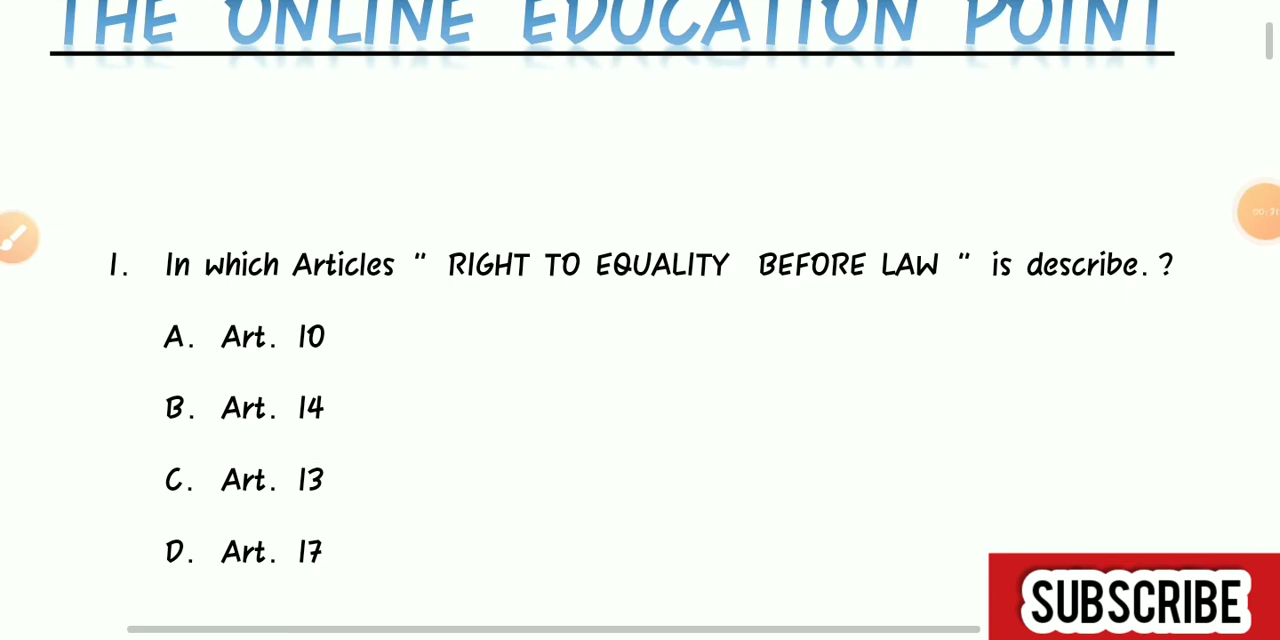 THE ONLINE EDUCATION POINT
1. In which Articles " RIGHT TO EQUALITY BEFORE LAW " is describe. ?
A. Art. 10
B. Art. 14
C. Art. 13
D. Art. 17
SUBSCRIBE